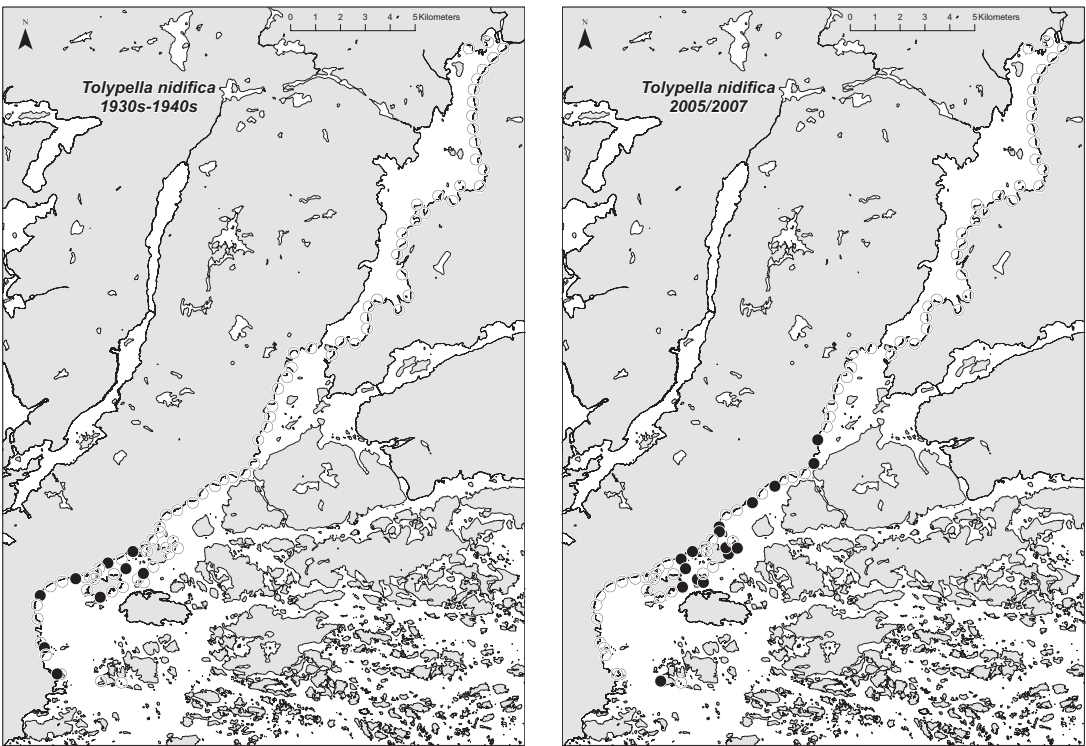 N
0 1 2 3 4 5 Kilometers
Tolypella nidifica
1930s-1940s
N
0 1 2 3 4 5 Kilometers
Tolypella nidifica
2005/2007